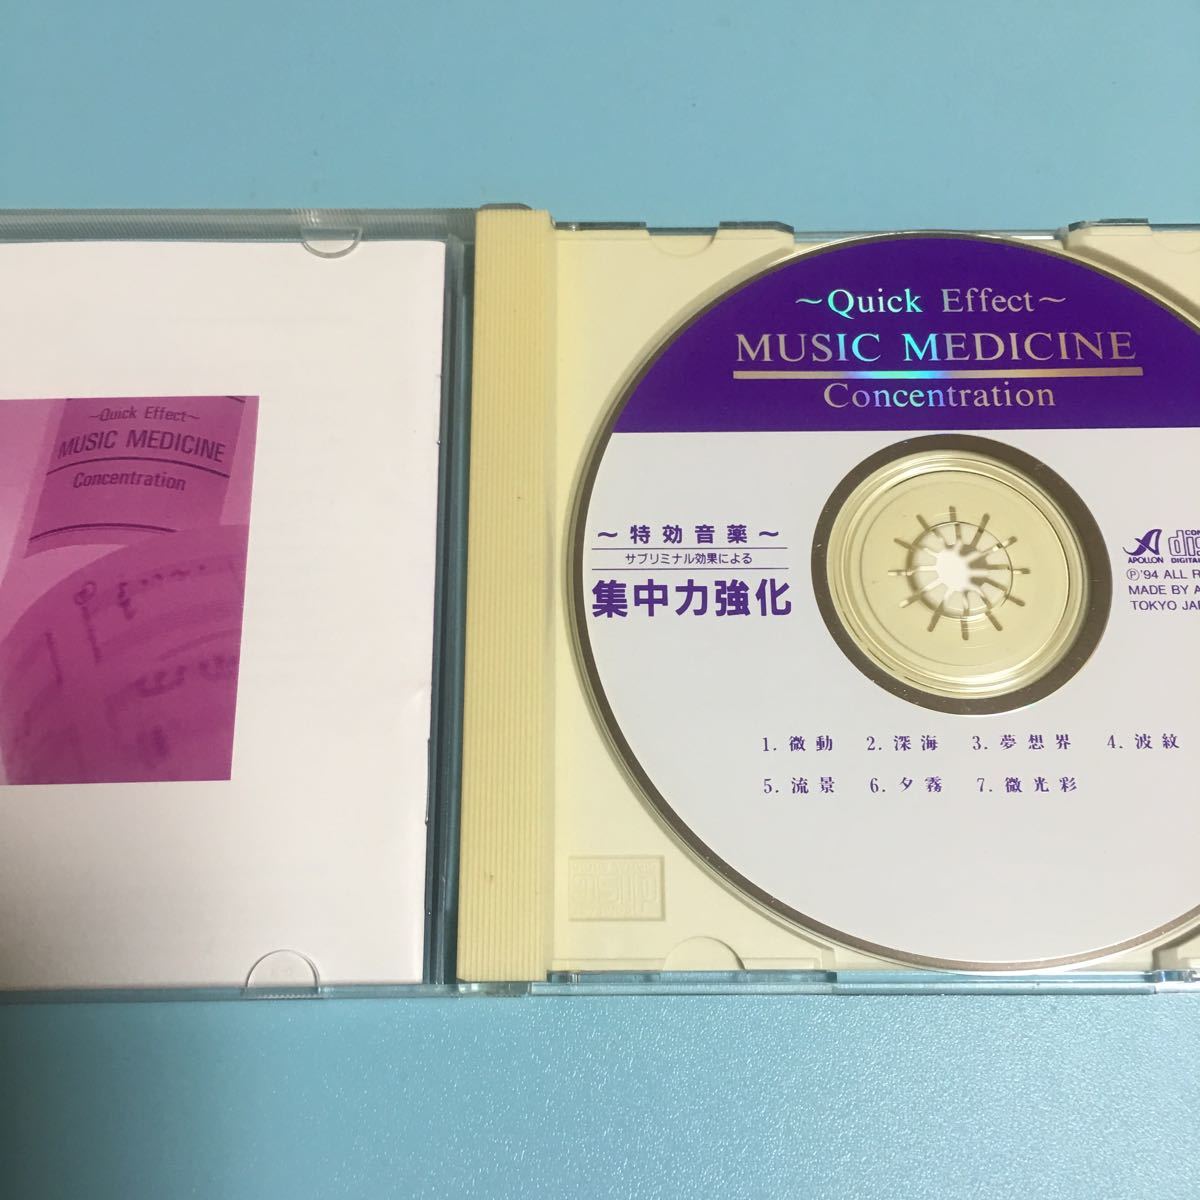 ~Quick Effect~
MUSIC MEDICINE
Concentration
~Quick Effect~
MUSIC MEDICINE
Concentration
~特効音薬~
サブリミナル効果による
集中力強化
APOLLON
DIGITAL
Ⓟ'94 ALL R
MADE BY A
TOKYO JA
1. 微動 2. 深海 3. 夢想界 4. 波紋
5. 流景 6. 夕霧 7. 微光彩